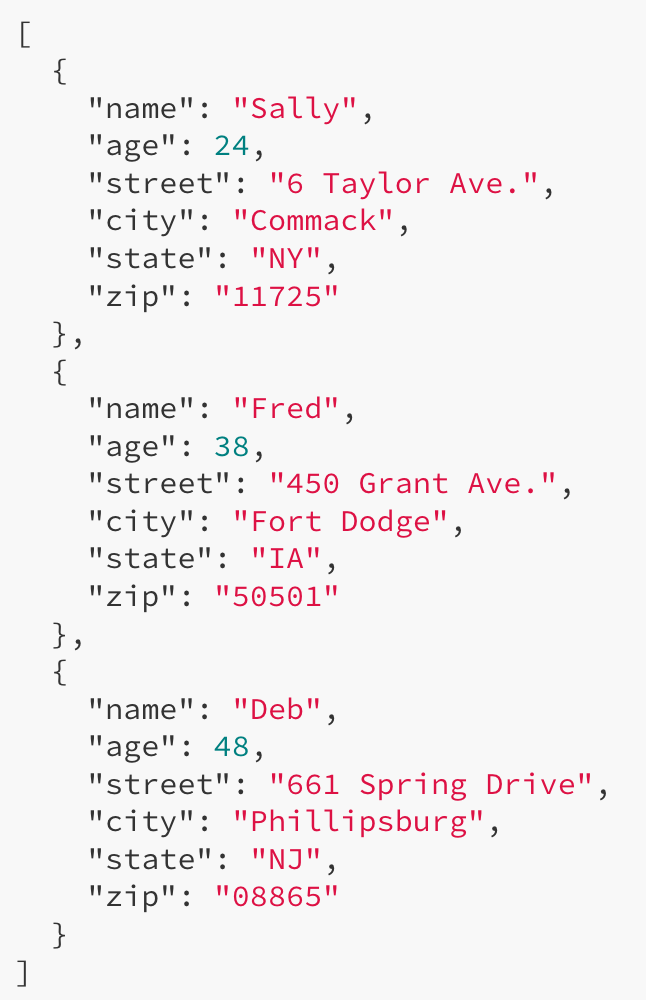 [
  {
    "name": "Sally",
    "age": 24,
    "street": "6 Taylor Ave.",
    "city": "Commack",
    "state": "NY",
    "zip": "11725"
  },
  {
    "name": "Fred",
    "age": 38,
    "street": "450 Grant Ave.",
    "city": "Fort Dodge",
    "state": "IA",
    "zip": "50501"
  },
  {
    "name": "Deb",
    "age": 48,
    "street": "661 Spring Drive",
    "city": "Phillipsburg",
    "state": "NJ",
    "zip": "08865"
  }
]